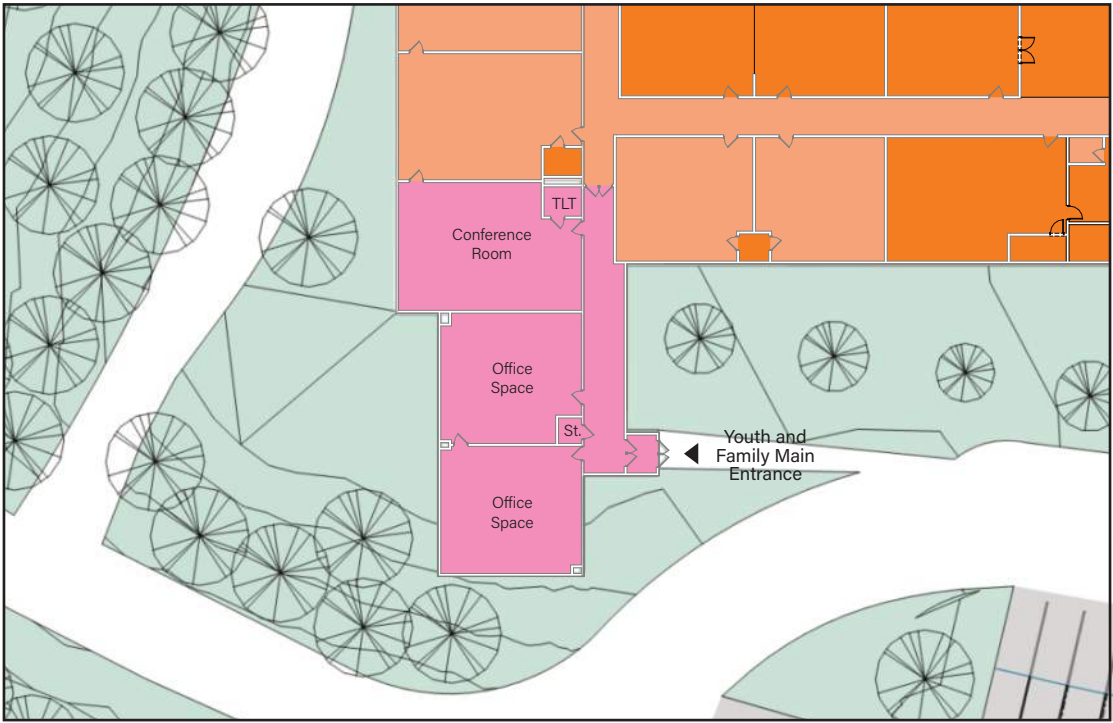 TLT
Conference
Room
Office
Space
St.
Youth and
Family Main
Entrance
Office
Space